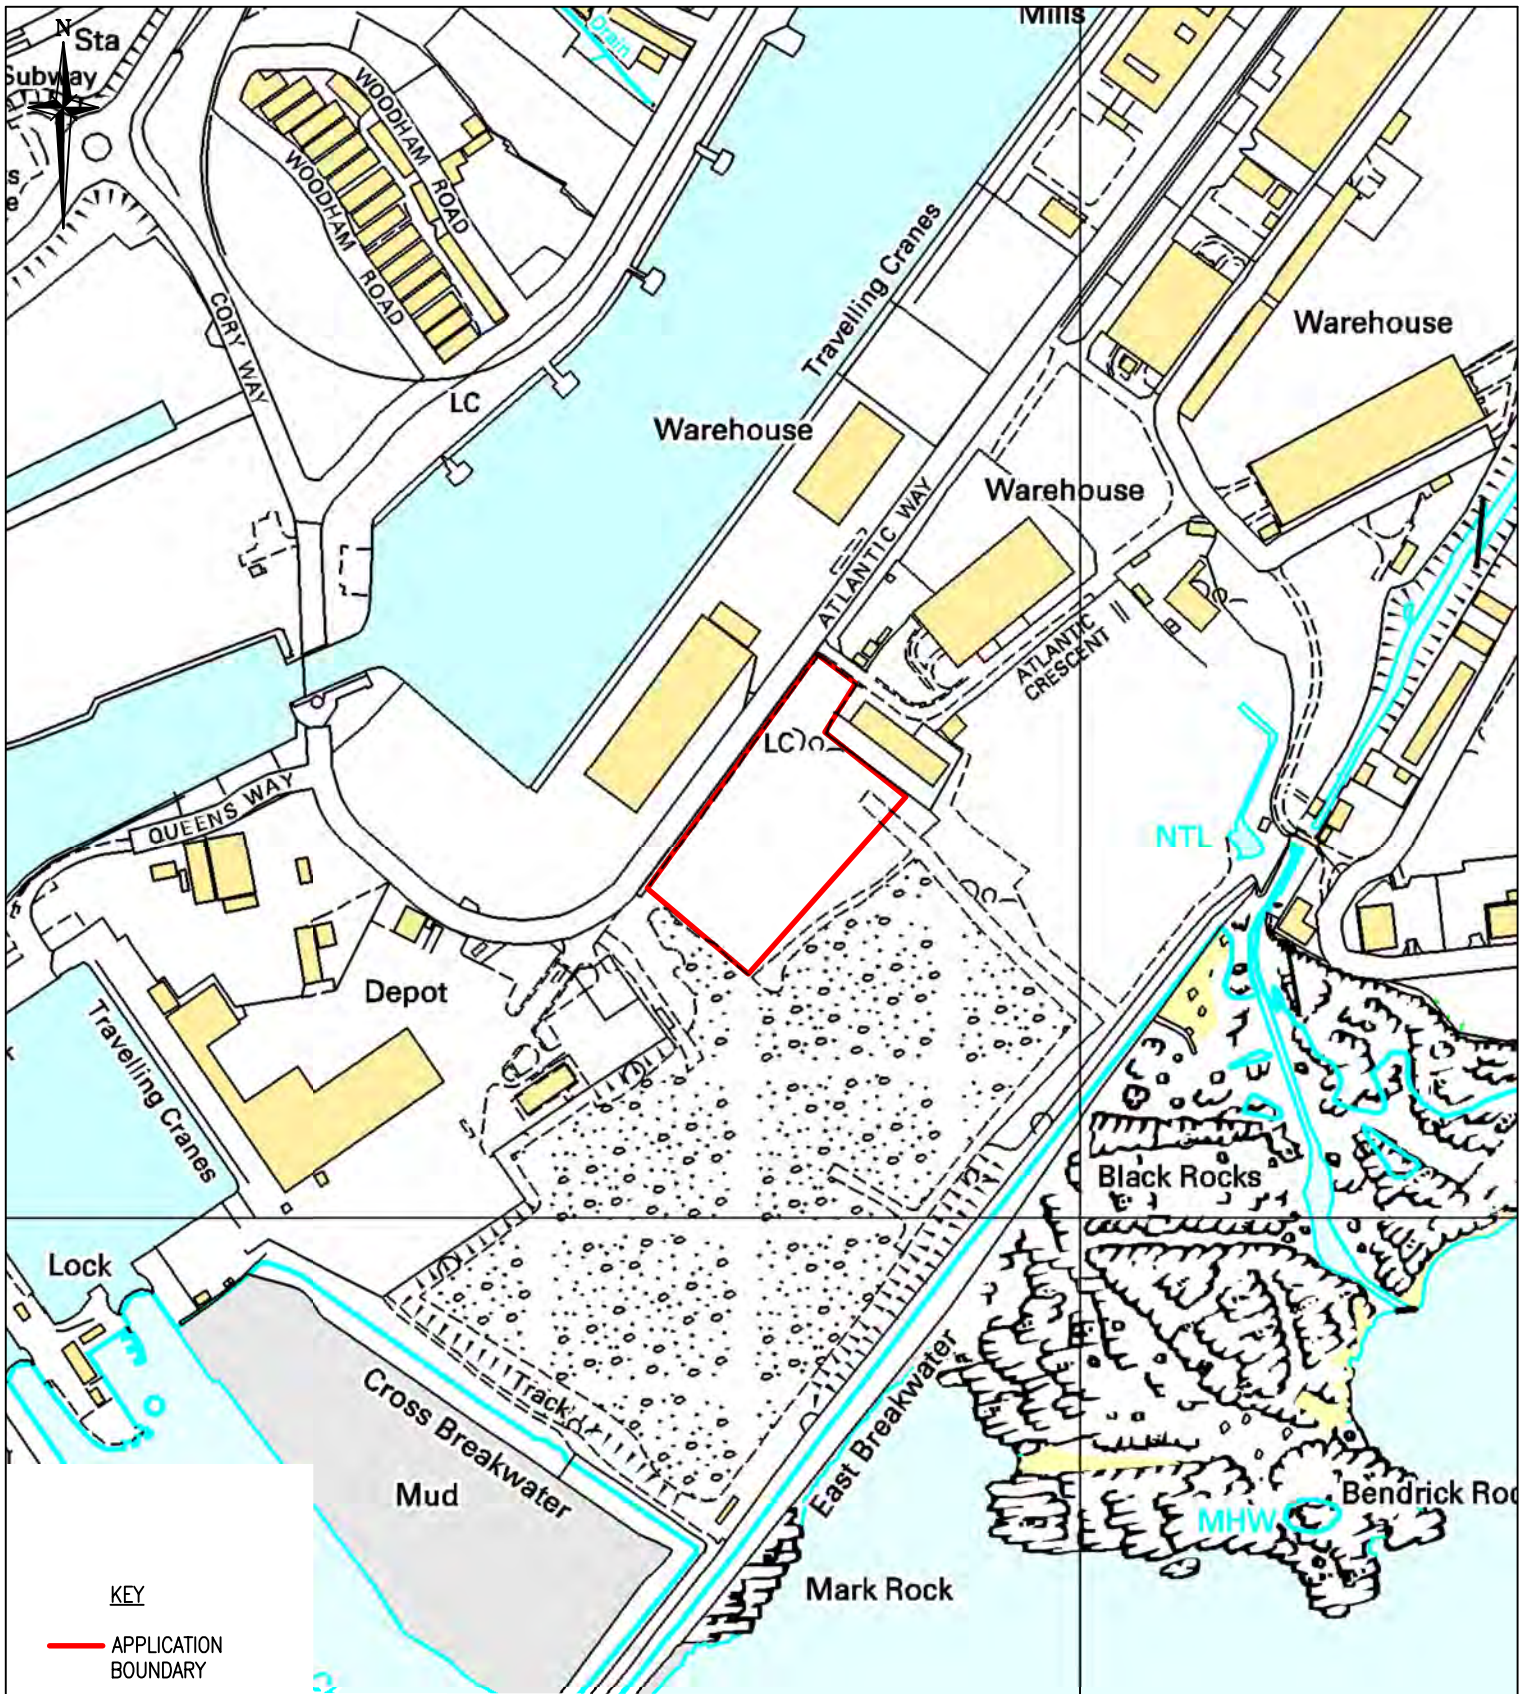 N
Sta
Subway
Drain
Mills
WOODHAM
ROAD
WOODHAM
ROAD
CORY WAY
LC
Travelling Cranes
Warehouse
Warehouse
Warehouse
ATLANTIC WAY
ATLANTIC
CRESCENT
LC
QUEENS WAY
NTL
Depot
Travelling Cranes
Black Rocks
Lock
Track
Cross Breakwater
East Breakwater
Mud
MHW
Bendrick Roc
Mark Rock
KEY
APPLICATION
BOUNDARY